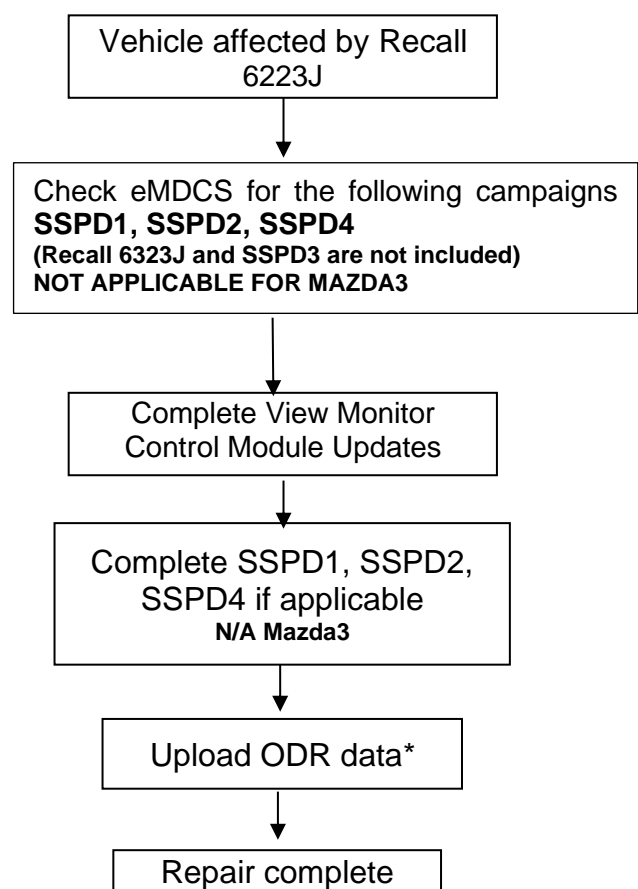 Vehicle affected by Recall
6223J
Check eMDCS for the following campaigns
SSPD1, SSPD2, SSPD4
(Recall 6323J and SSPD3 are not included)
NOT APPLICABLE FOR MAZDA3
Complete View Monitor
Control Module Updates
Complete SSPD1, SSPD2,
SSPD4 if applicable
N/A Mazda3
Upload ODR data*
Repair complete